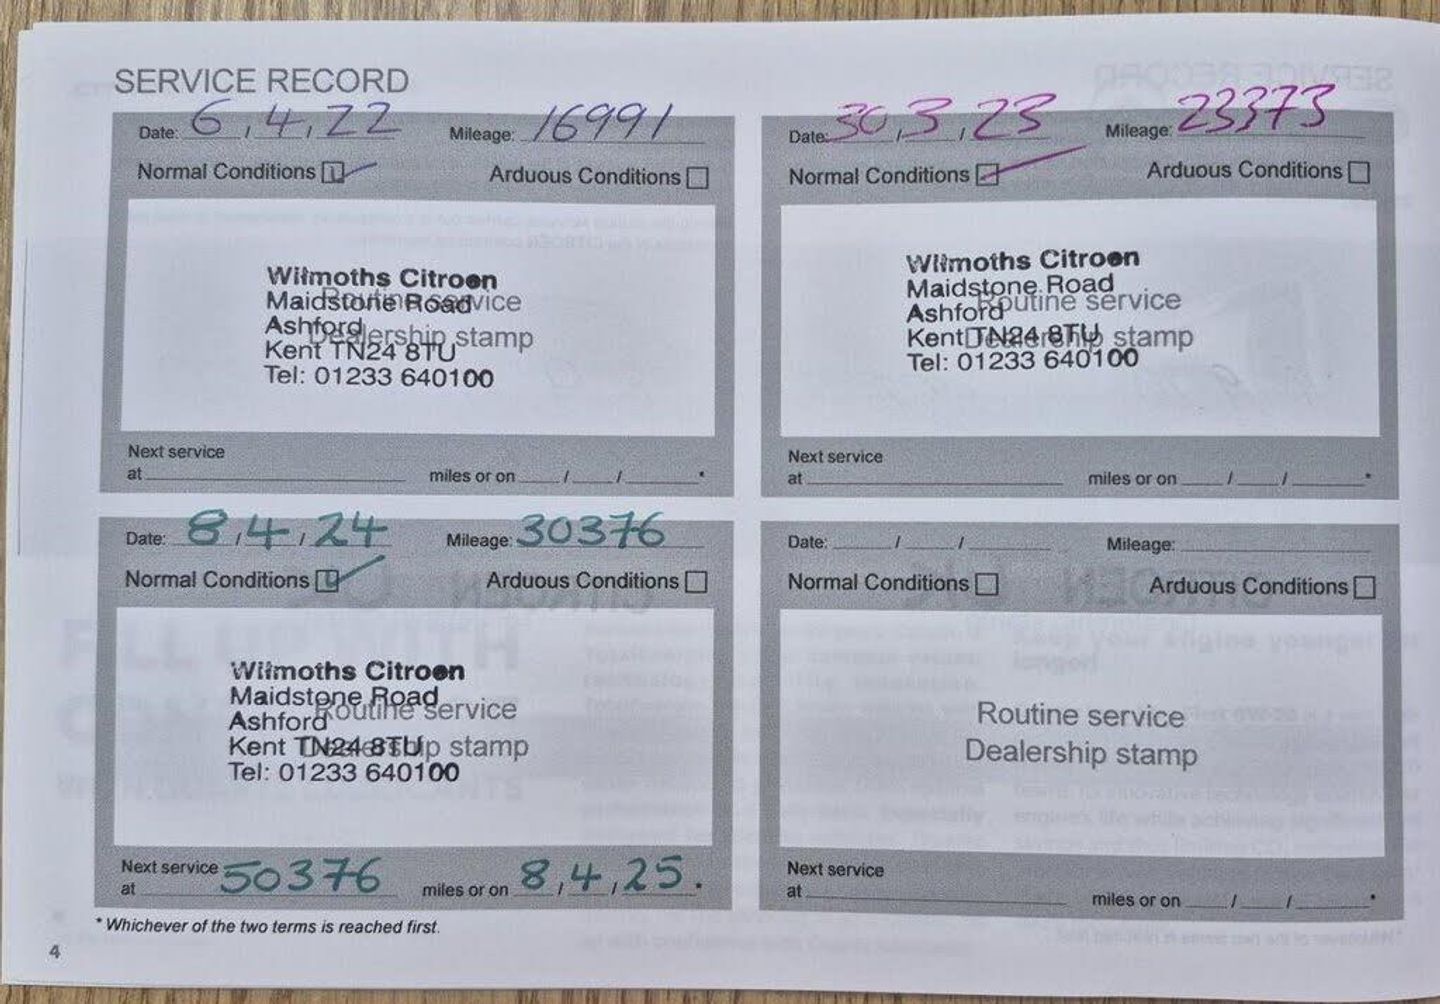 SERVICE RECORD
Date: 6 / 4 / 22 Mileage: 16991
Normal Conditions Arduous Conditions
Wilmoths Citroen
Maidstone Road
Routine service
Ashford
Dealership stamp
Kent TN24 8TU
Tel: 01233 640100
Next service
at miles or on / / *
Date: 30 / 3 / 23 Mileage: 23373
Normal Conditions Arduous Conditions
Wilmoths Citroen
Maidstone Road
Routine service
Ashford
Dealership stamp
Kent TN24 8TU
Tel: 01233 640100
Next service
at miles or on / / *
Date: 8 / 4 / 24 Mileage: 30376
Normal Conditions Arduous Conditions
Wilmoths Citroen
Maidstone Road
Routine service
Ashford
Dealership stamp
Kent TN24 8TU
Tel: 01233 640100
Next service
at 50376 miles or on 8 / 4 / 25 *
Date: / / Mileage:
Normal Conditions Arduous Conditions
Routine service
Dealership stamp
Next service
at miles or on / / *
* Whichever of the two terms is reached first.
4